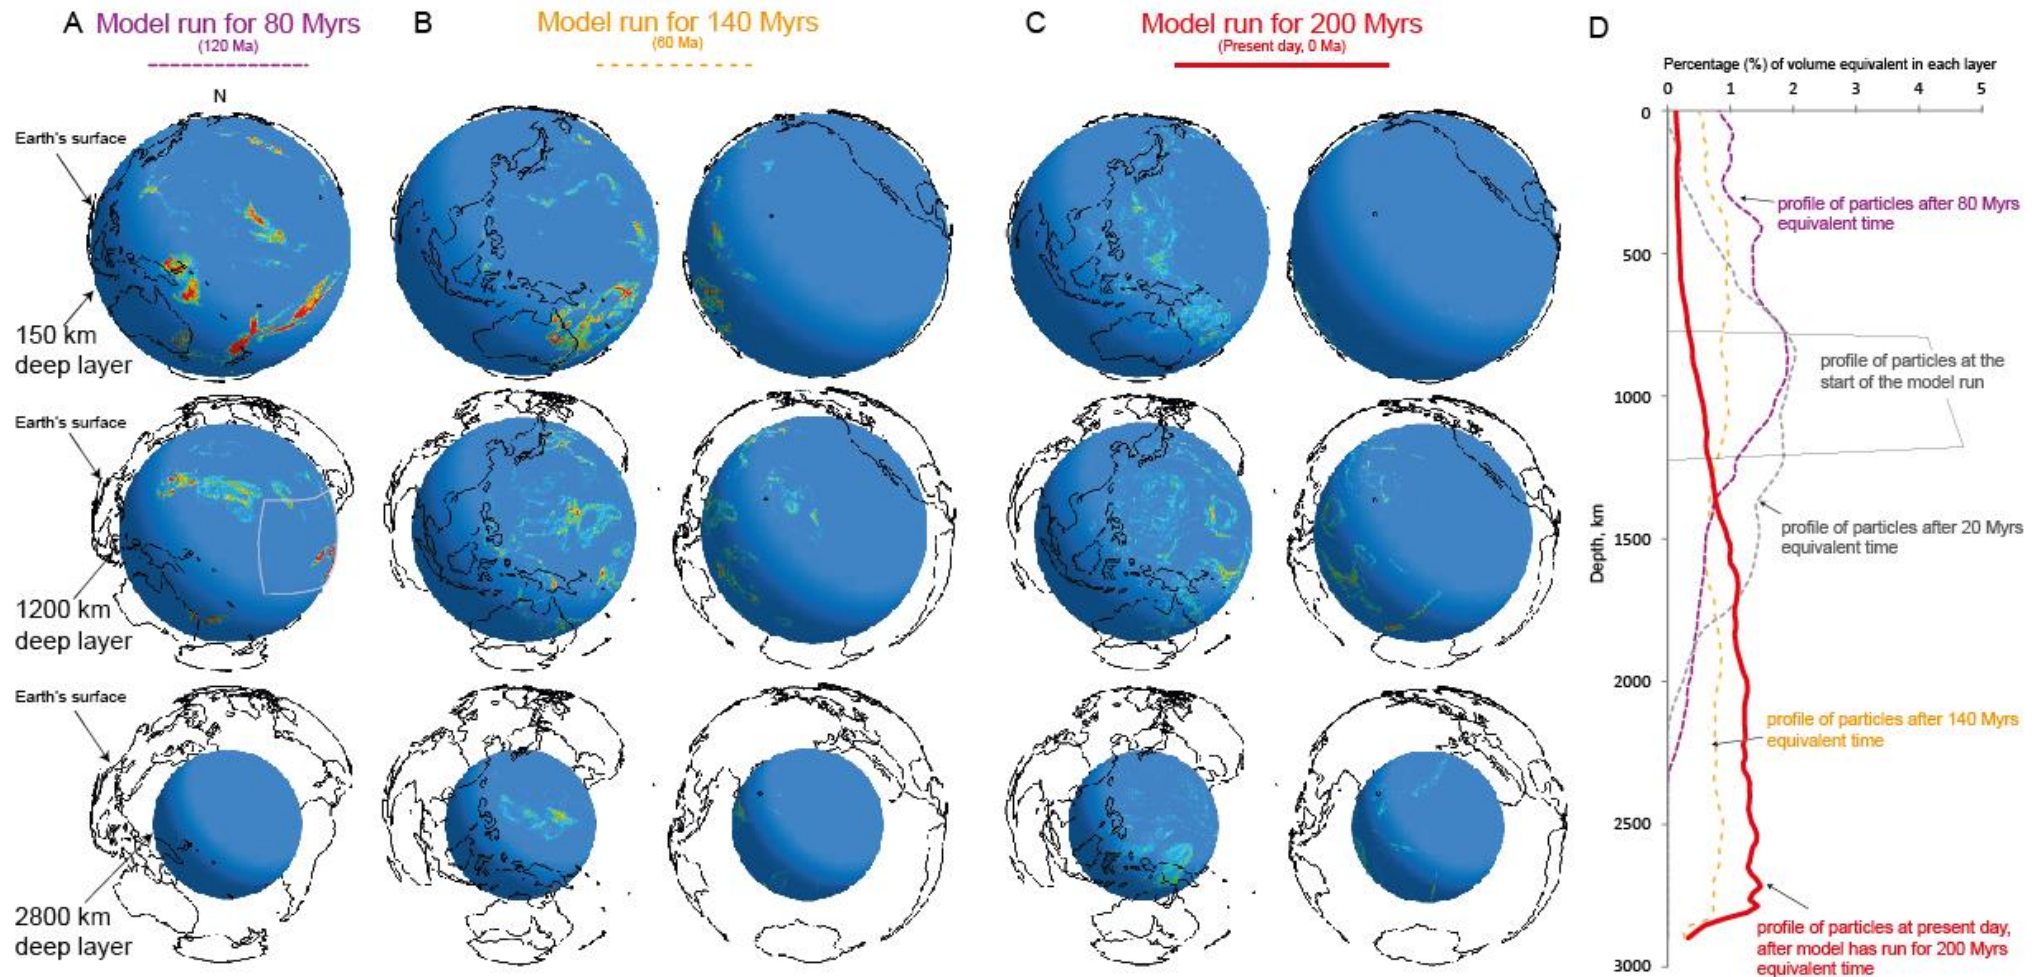 A Model run for 80 Myrs
(120 Ma)
B Model run for 140 Myrs
(60 Ma)
C Model run for 200 Myrs
(Present day, 0 Ma)
D
N
Earth's surface
150 km
deep layer
Earth's surface
1200 km
deep layer
Earth's surface
2800 km
deep layer
Percentage (%) of volume equivalent in each layer
0 1 2 3 4 5
0
500
1000
1500
2000
2500
3000
Depth, km
profile of particles after 80 Myrs
equivalent time
profile of particles at the
start of the model run
profile of particles after 20 Myrs
equivalent time
profile of particles after 140 Myrs
equivalent time
profile of particles at present day,
after model has run for 200 Myrs
equivalent time